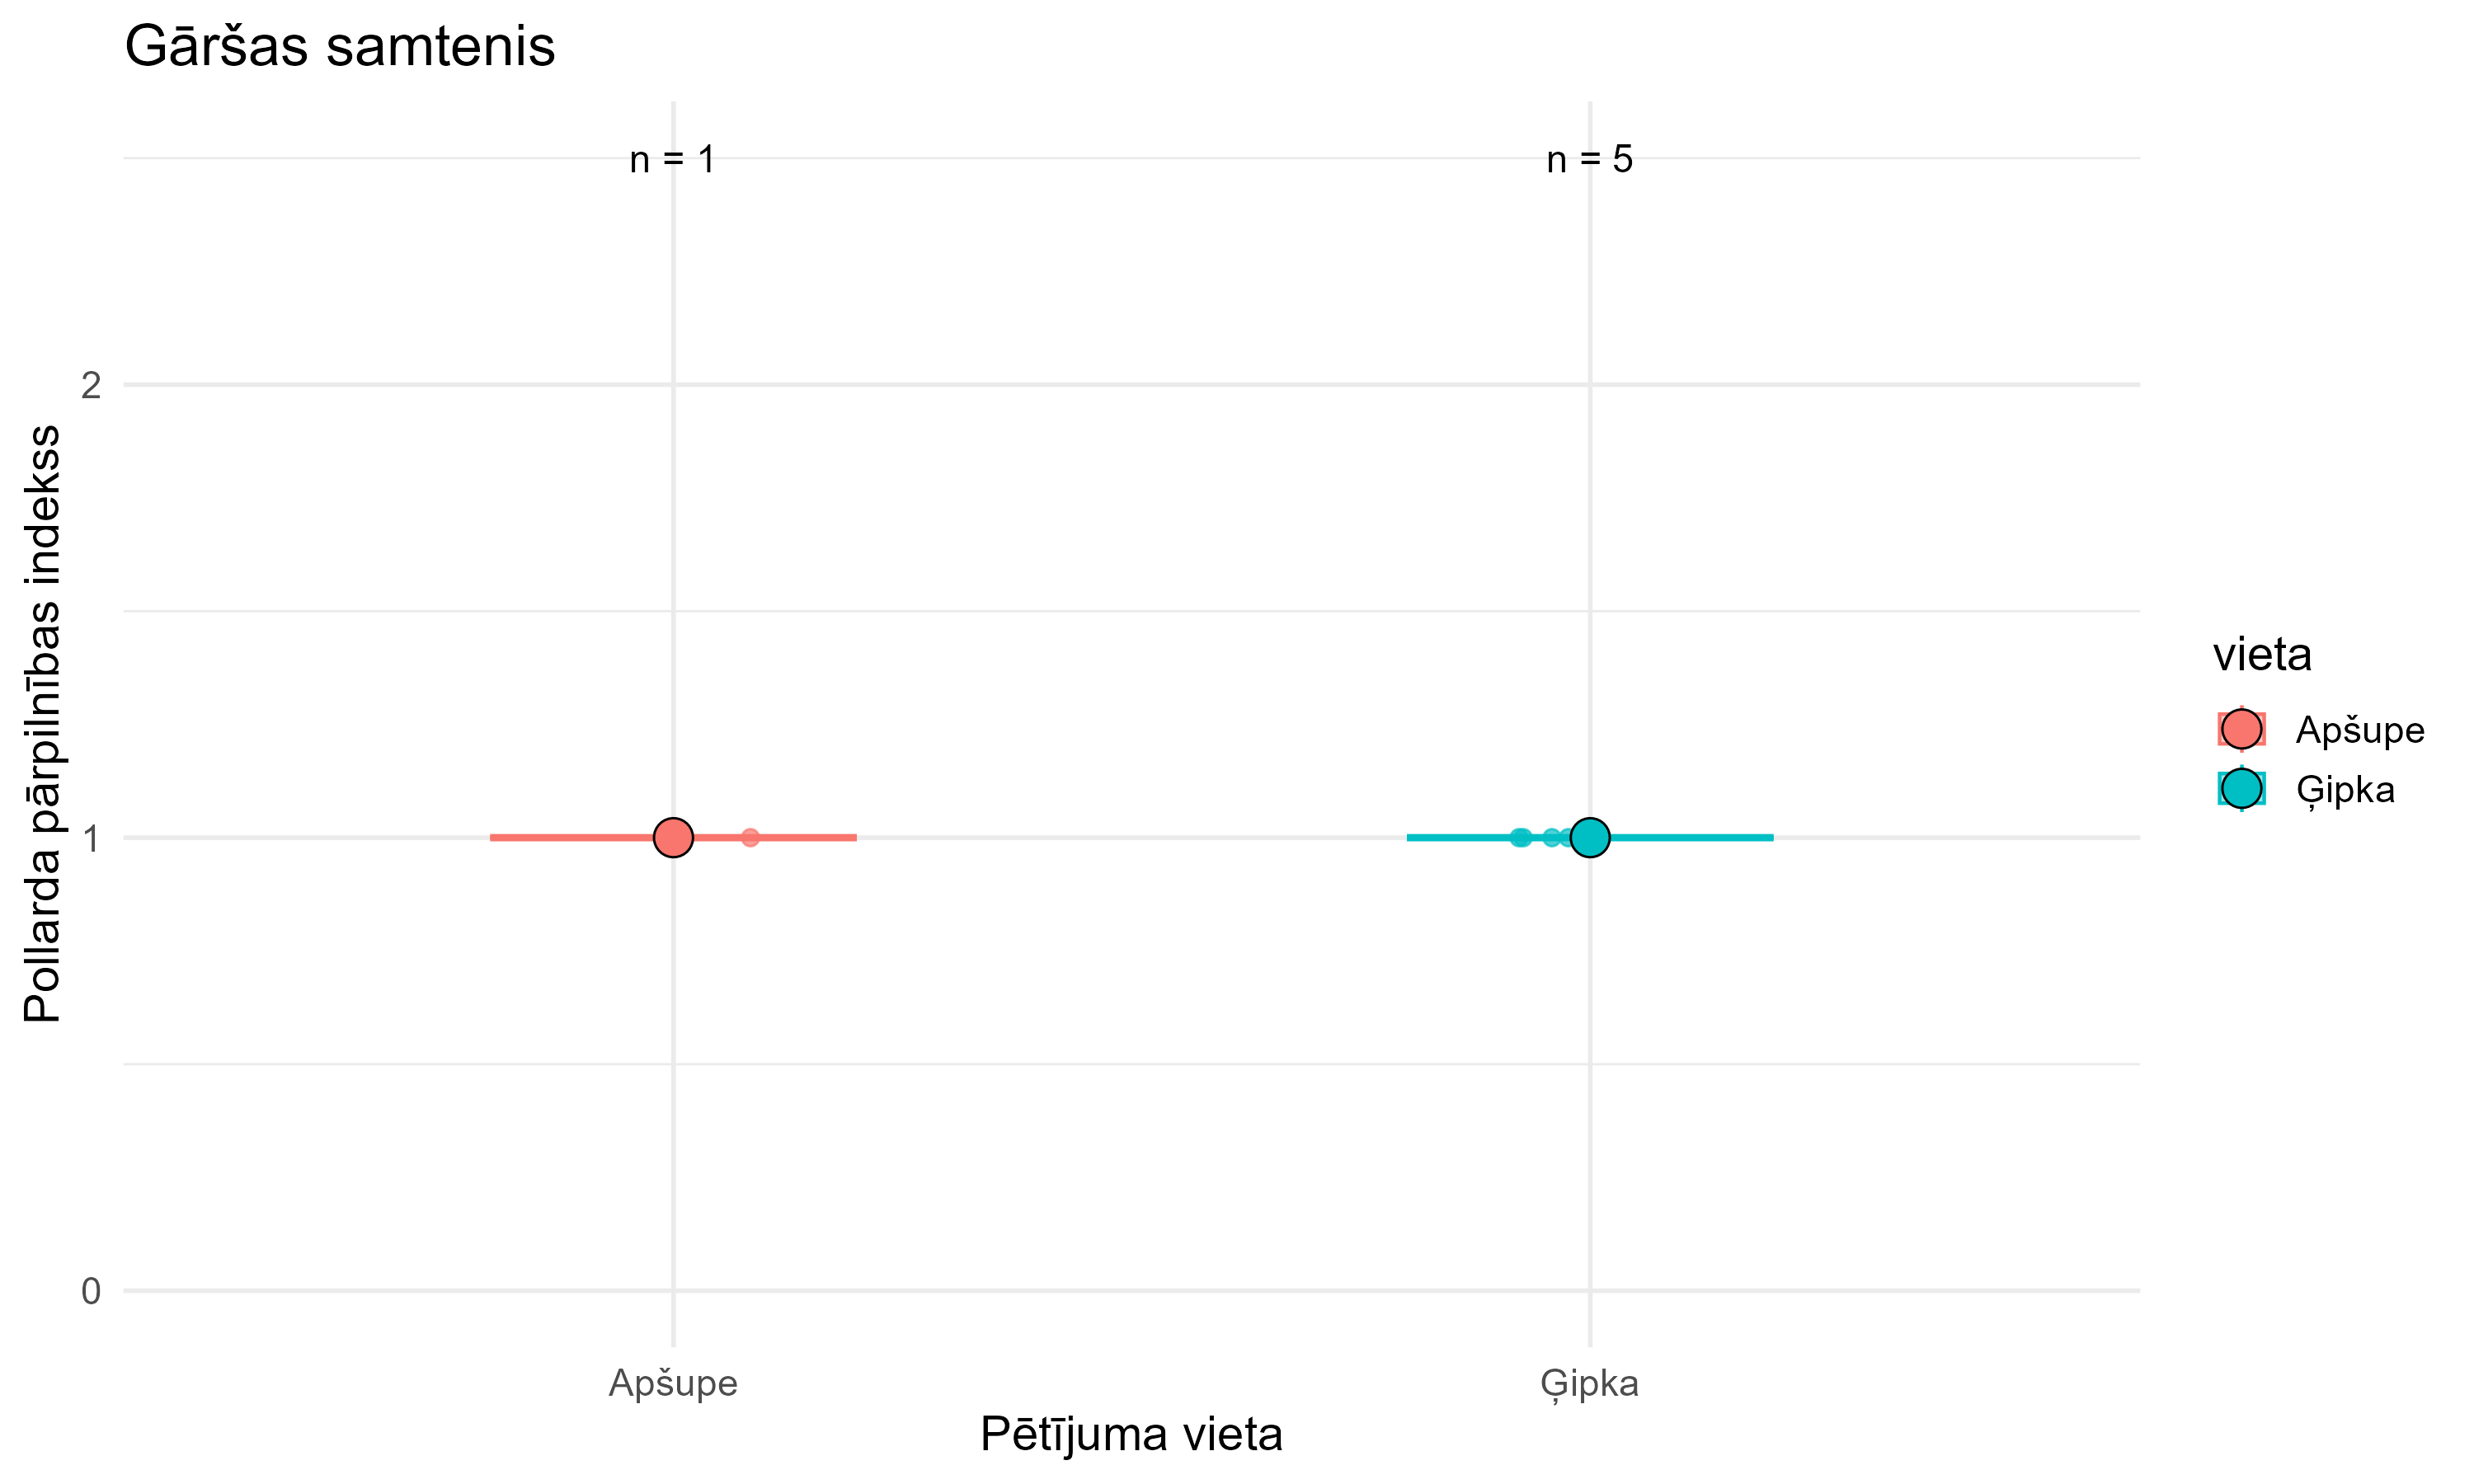 Gāršas samtenis
n = 1
n = 5
2
1
0
Pollarda pārpilnības indekss
Apšupe
Ģipka
Pētījuma vieta
vieta
Apšupe
Ģipka